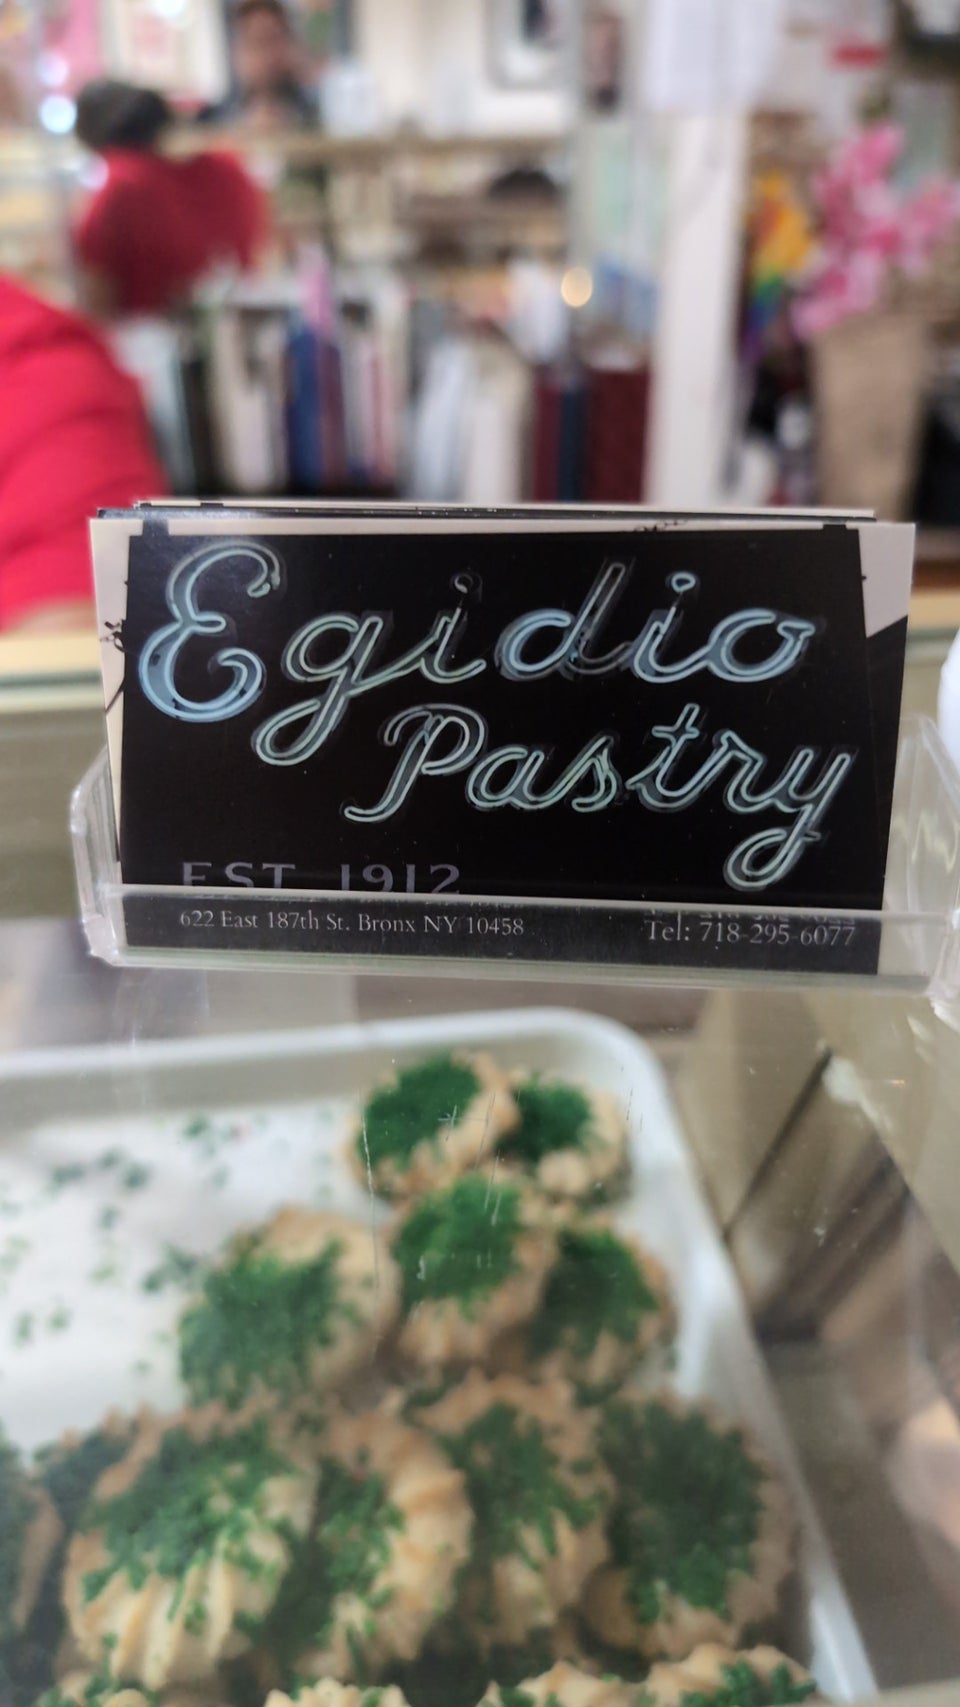 Egidio
Pastry
EST. 1912
622 East 187th St. Bronx NY 10458
Tel: 718-295-6077